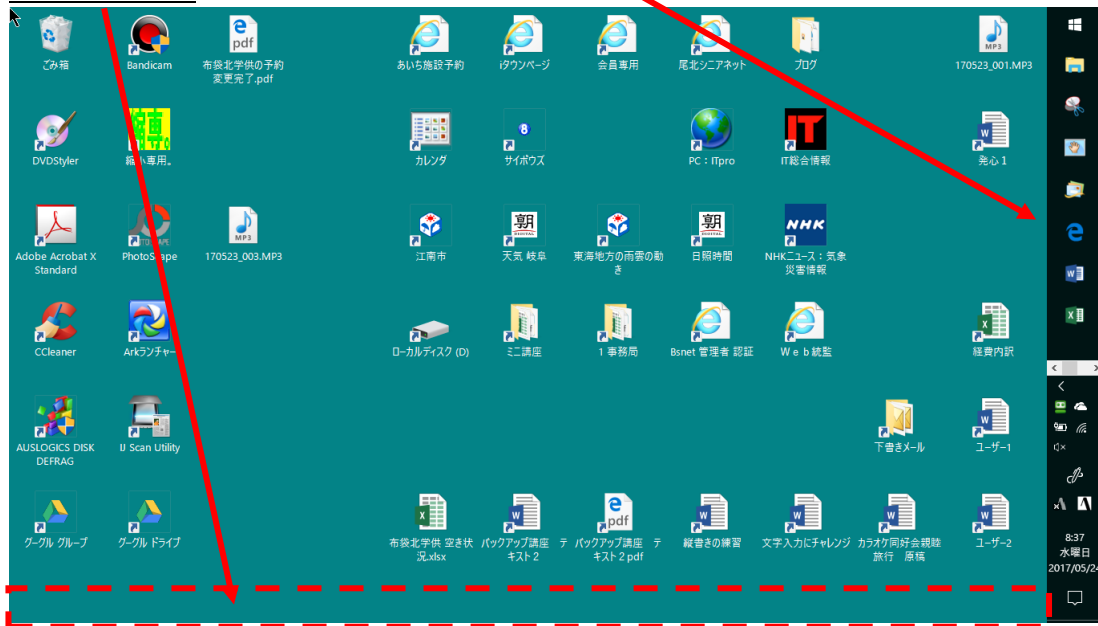 ごみ箱
Bandicam
布袋北学供の予約
変更完了.pdf
あいち施設予約
iタウンページ
会員専用
尾北シニアネット
ブログ
170523_001.MP3
DVDStyler
縮小専用。
カレンダ
サイボウズ
PC：ITpro
IT総合情報
発心 1
Adobe Acrobat X
Standard
PhotoScape
170523_003.MP3
江南市
天気 岐阜
東海地方の雨雲の動
き
日照時間
NHKニュース：気象
災害情報
CCleaner
Arkランチャー
ローカルディスク (D)
ミニ講座
1 事務局
Bsnet 管理者 認証
Ｗｅｂ統監
経費内訳
AUSLOGICS DISK
DEFRAG
IJ Scan Utility
下書きメール
ユーザー1
グーグル グループ
グーグル ドライブ
布袋北学供 空き状
況.xlsx
バックアップ講座　テ
キスト２
バックアップ講座　テ
キスト２pdf
縦書きの練習
文字入力にチャレンジ
カラオケ同好会親睦
旅行　原稿
ユーザー2
8:37
水曜日
2017/05/24